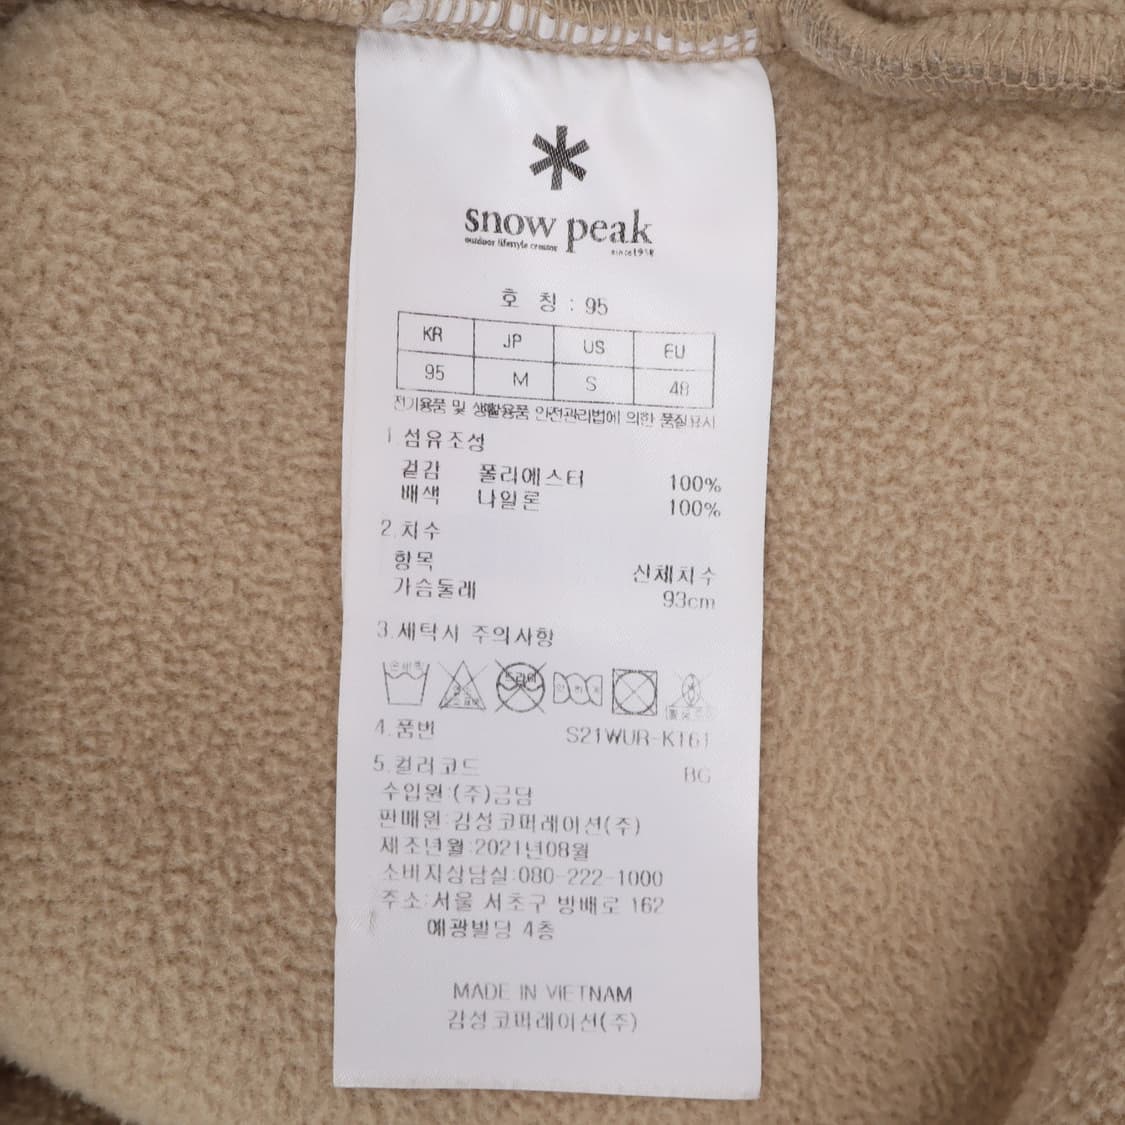 snow peak
outdoor lifestyle creator
since1958
호 칭 : 95
KR JP US EU
95 M S 48
전기용품 및 생활용품 안전관리법에 의한 품질표시
1.섬유조성
겉감 폴리에스터 100%
배색 나일론 100%
2.치수
항목 신체치수
가슴둘레 93cm
3.세탁시 주의사항
손세탁
드라이
4.품번 S21WUR-K161
5.컬러코드 BG
수입원:(주)금담
판매원:감성코퍼레이션(주)
제조년월:2021년08월
소비자상담실:080-222-1000
주소:서울 서초구 방배로 162
예광빌딩 4층
MADE IN VIETNAM
감성코퍼레이션(주)